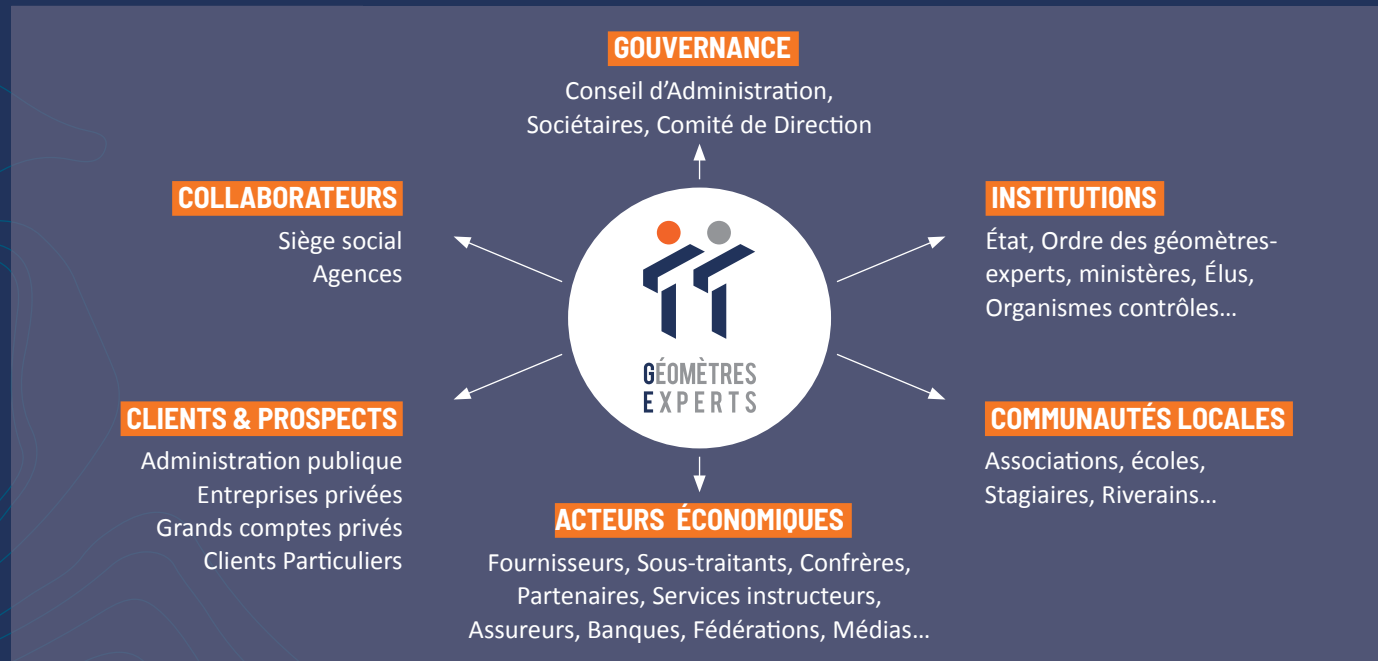 GOUVERNANCE
Conseil d’Administration,
Sociétaires, Comité de Direction
COLLABORATEURS
Siège social
Agences
INSTITUTIONS
État, Ordre des géomètres-
experts, ministères, Élus,
Organismes contrôles…
GÉOMÈTRES
EXPERTS
CLIENTS & PROSPECTS
Administration publique
Entreprises privées
Grands comptes privés
Clients Particuliers
COMMUNAUTÉS LOCALES
Associations, écoles,
Stagiaires, Riverains…
ACTEURS ÉCONOMIQUES
Fournisseurs, Sous-traitants, Confrères,
Partenaires, Services instructeurs,
Assureurs, Banques, Fédérations, Médias…